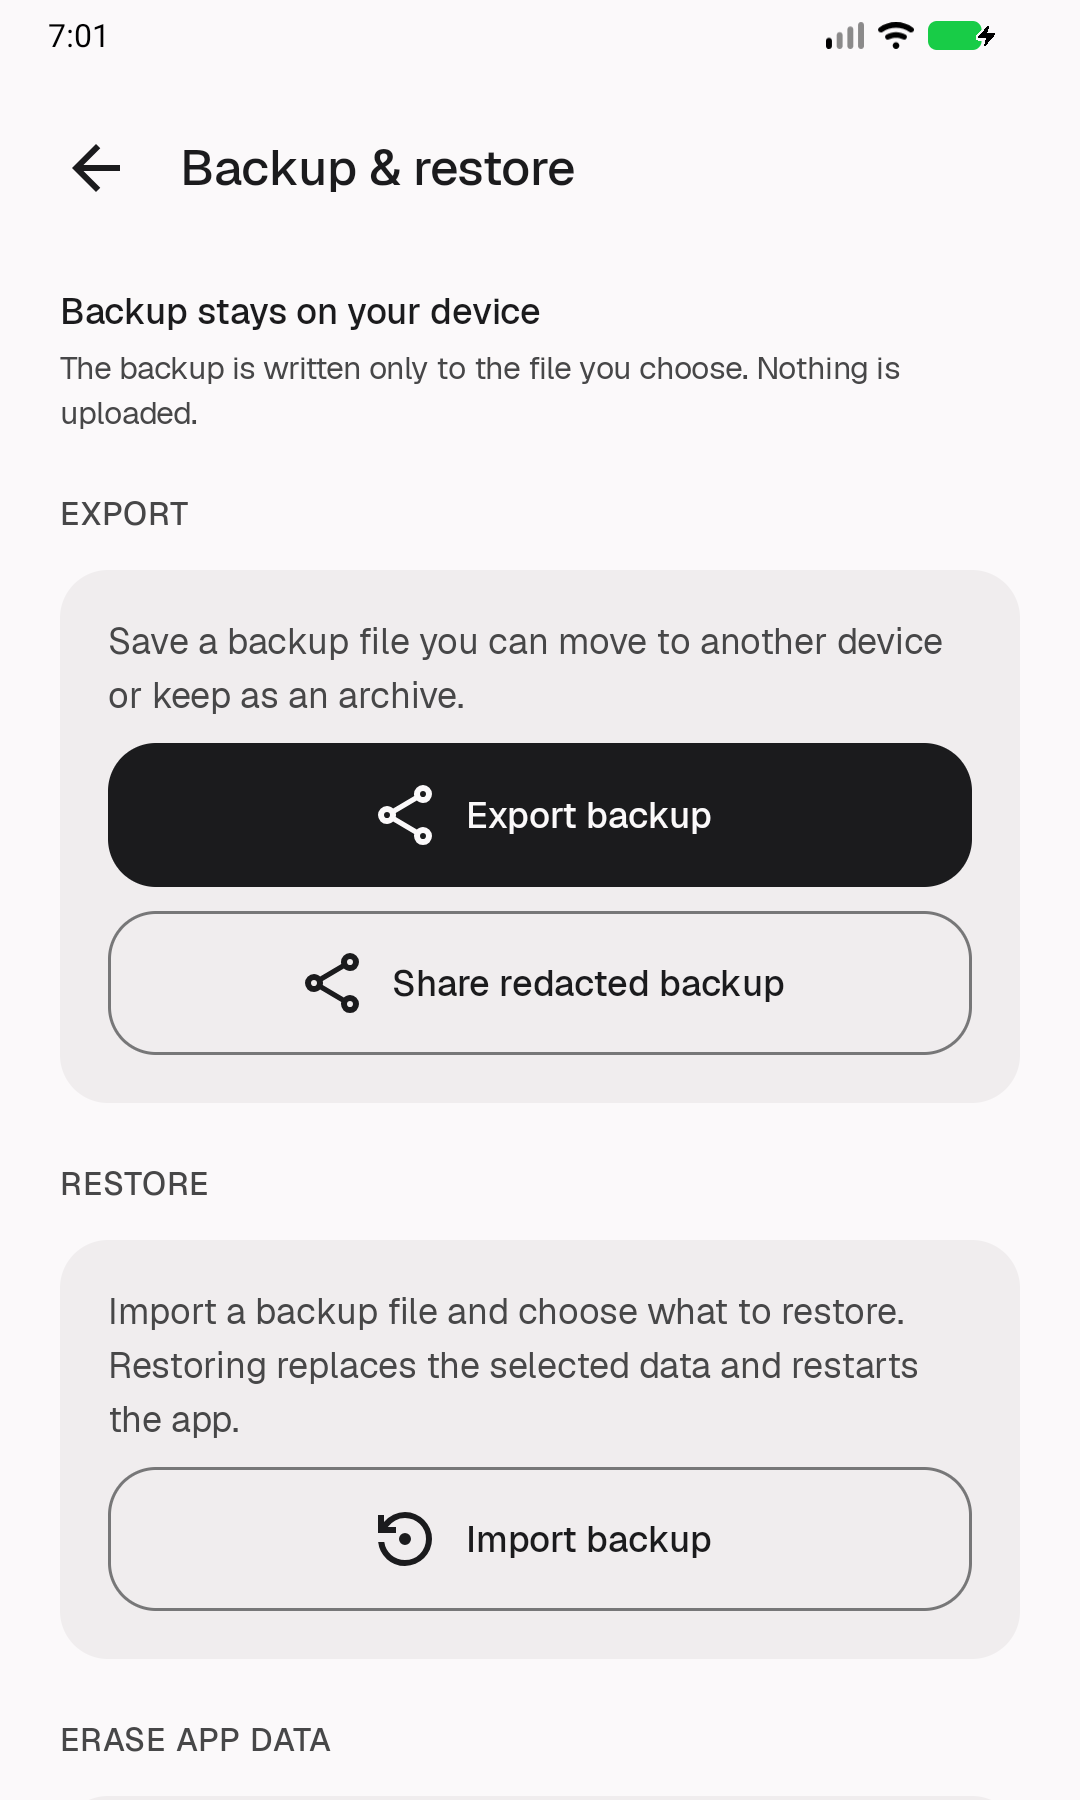 7:01
Backup & restore
Backup stays on your device
The backup is written only to the file you choose. Nothing is
uploaded.
EXPORT
Save a backup file you can move to another device
or keep as an archive.
Export backup
Share redacted backup
RESTORE
Import a backup file and choose what to restore.
Restoring replaces the selected data and restarts
the app.
Import backup
ERASE APP DATA